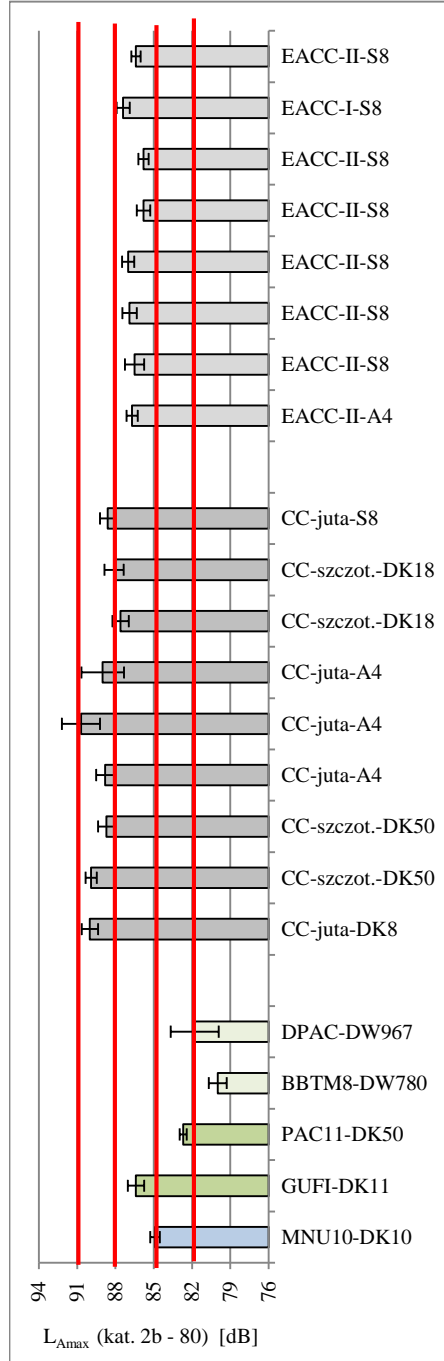 EACC-II-S8
EACC-I-S8
EACC-II-S8
EACC-II-S8
EACC-II-S8
EACC-II-S8
EACC-II-S8
EACC-II-A4
CC-juta-S8
CC-szczot.-DK18
CC-szczot.-DK18
CC-juta-A4
CC-juta-A4
CC-juta-A4
CC-szczot.-DK50
CC-szczot.-DK50
CC-juta-DK8
DPAC-DW967
BBTM8-DW780
PAC11-DK50
GUFI-DK11
MNU10-DK10
94 91 88 85 82 79 76
LAmax (kat. 2b - 80) [dB]